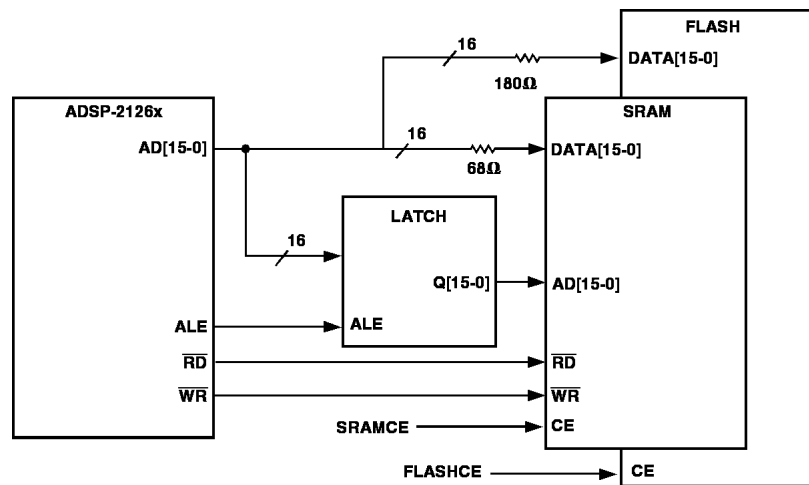 FLASH
16
180Ω
DATA[15-0]
ADSP-2126x
SRAM
AD[15-0]
16
68Ω
DATA[15-0]
LATCH
16
Q[15-0]
AD[15-0]
ALE
ALE
RD
RD
WR
WR
SRAMCE
CE
FLASHCE
CE